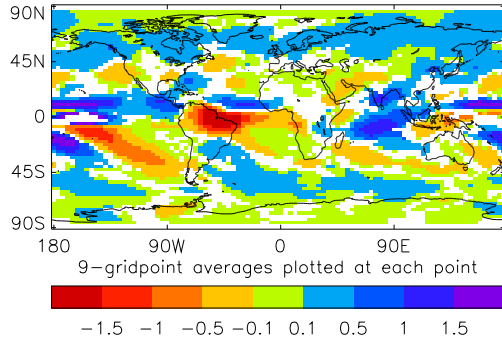 90N
45N
0
45S
90S
180 90W 0 90E
9−gridpoint averages plotted at each point
−1.5 −1 −0.5 −0.1 0.1 0.5 1 1.5